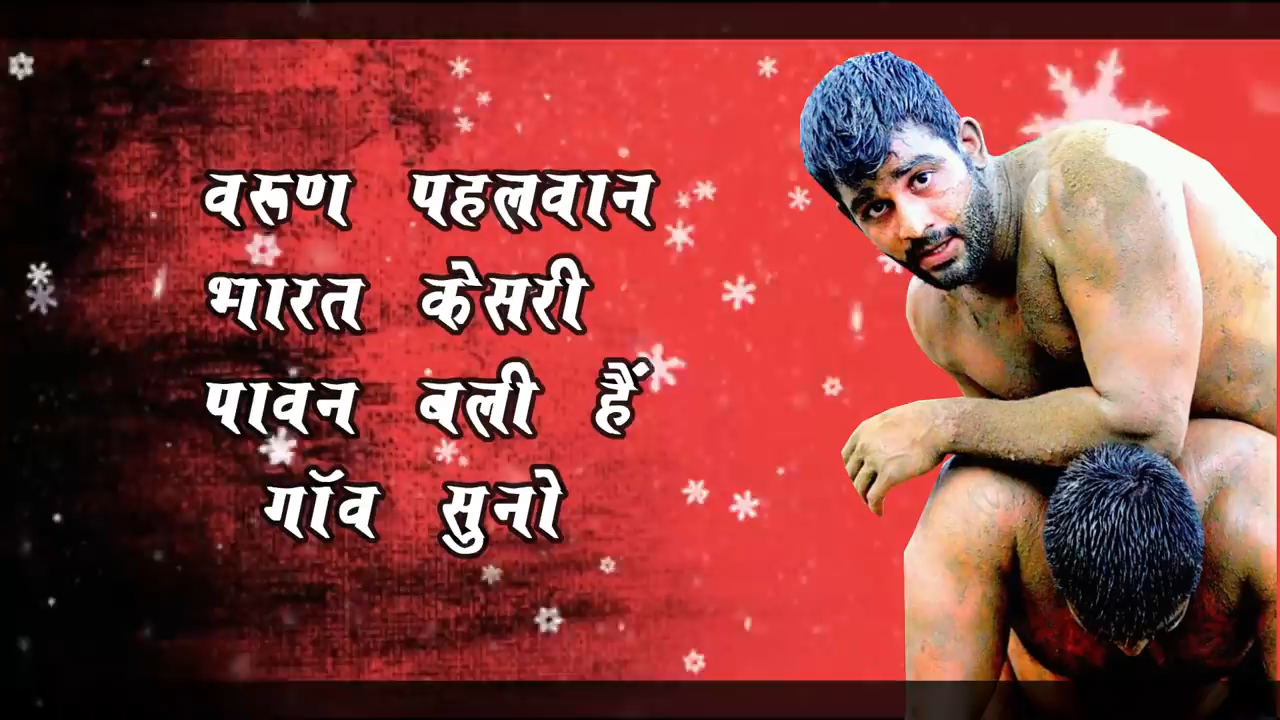 वरुण पहलवान
भारत केसरी
पावन बली हैं
गॉव सुनो